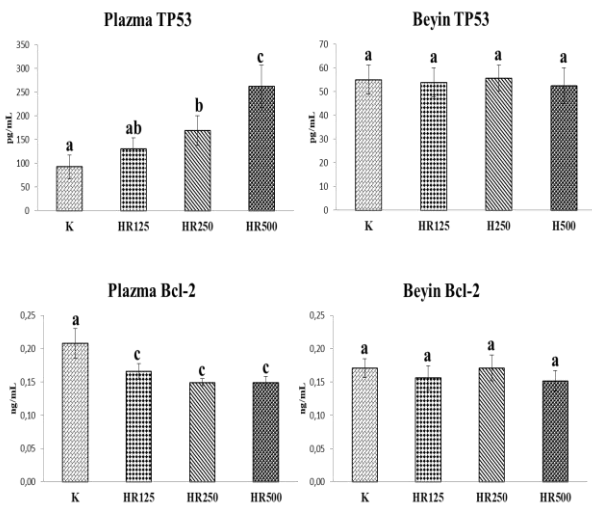 Plazma TP53
350
300
250
200
150
100
50
0
pg/mL
a
ab
b
c
K HR125 HR250 HR500
Beyin TP53
70
60
50
40
30
20
10
0
pg/mL
a a a a
K HR125 H250 H500
Plazma Bcl-2
0,25
0,20
0,15
0,10
0,05
0,00
ng/mL
a
c c c
K HR125 HR250 HR500
Beyin Bcl-2
0,25
0,20
0,15
0,10
0,05
0,00
ng/mL
a a a a
K HR125 HR250 HR500